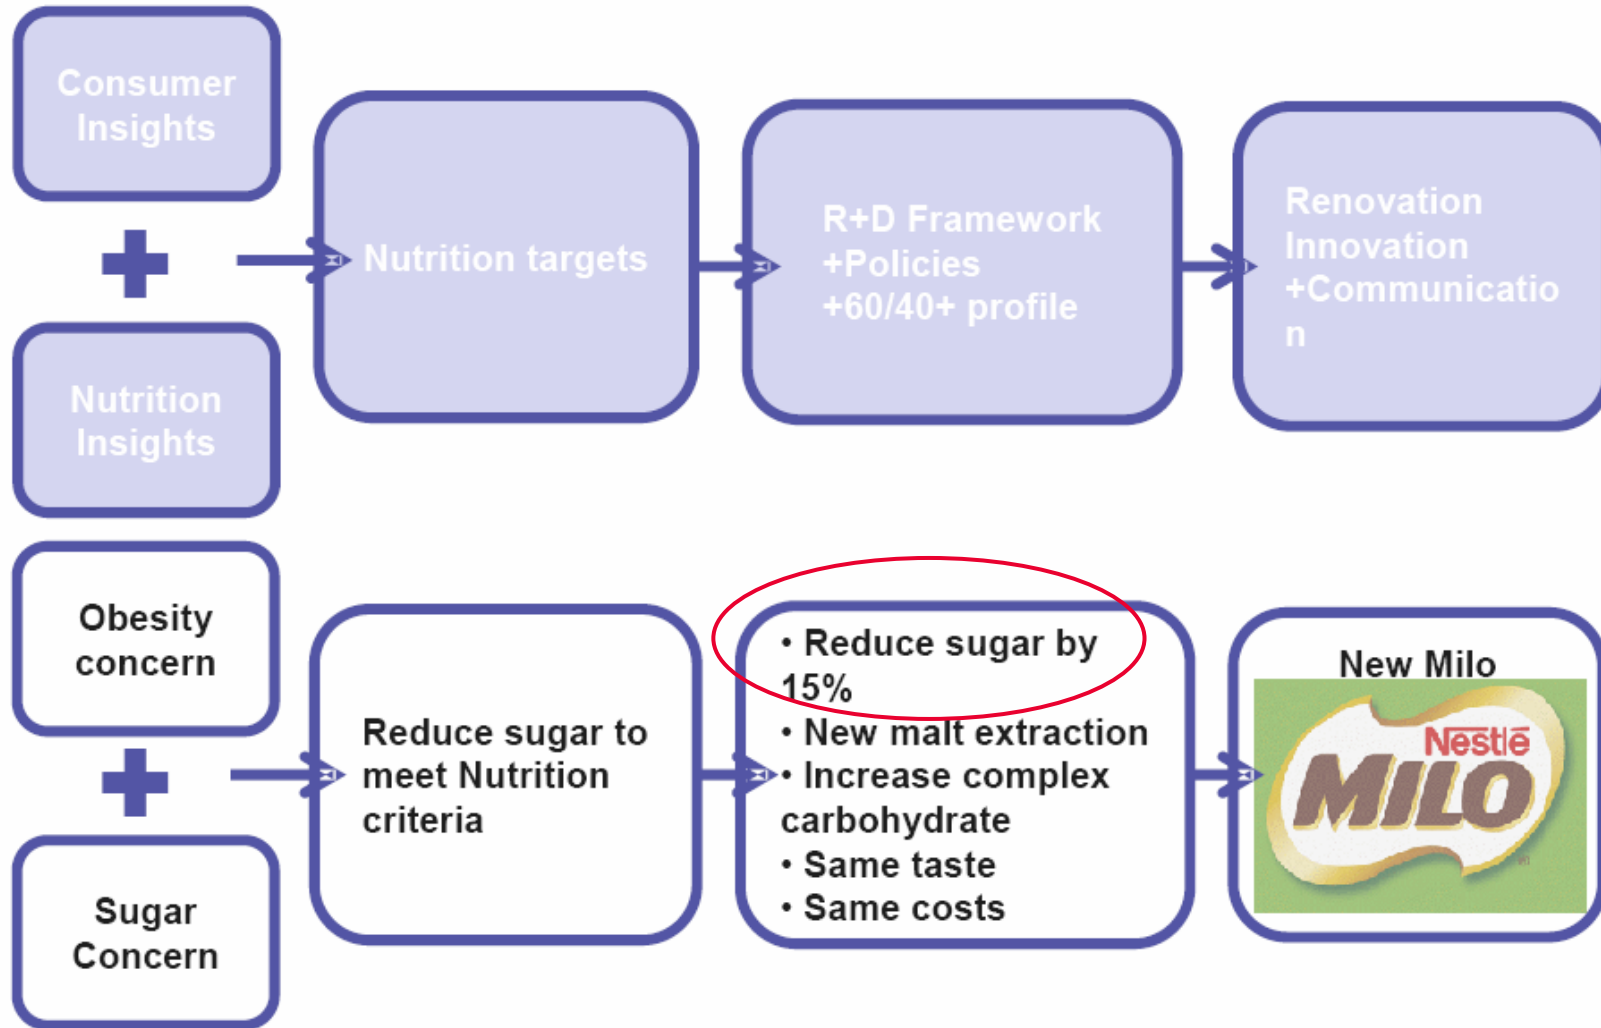 Consumer
Insights
Nutrition targets
R+D Framework
+Policies
+60/40+ profile
Renovation
Innovation
+Communicatio
n
Nutrition
Insights
Obesity
concern
Reduce sugar to
meet Nutrition
criteria
• Reduce sugar by
15%
• New malt extraction
• Increase complex
carbohydrate
• Same taste
• Same costs
New Milo
Nestlé
MILO
Sugar
Concern